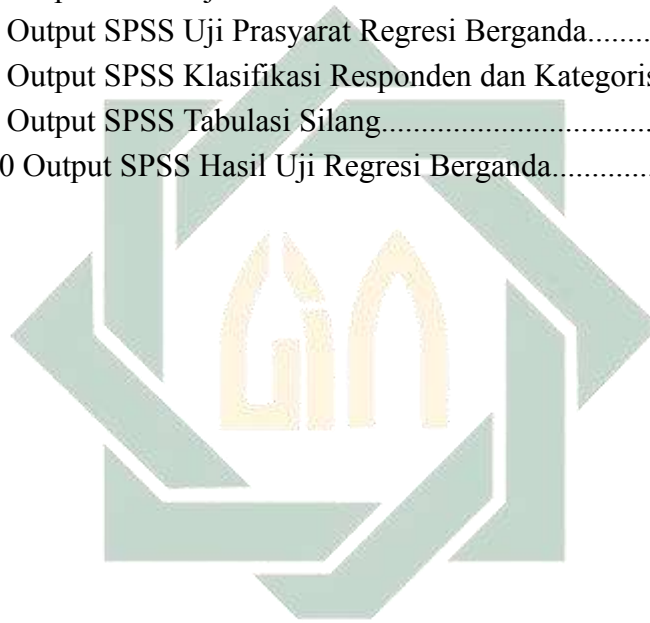 Output SPSS Uji Prasyarat Regresi Berganda........
Output SPSS Klasifikasi Responden dan Kategoris
Output SPSS Tabulasi Silang................................
0 Output SPSS Hasil Uji Regresi Berganda.............